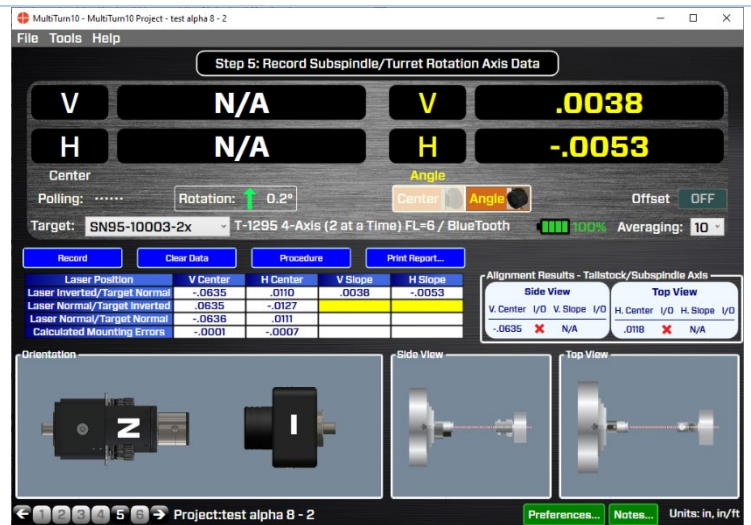 MultiTurn10 - MultiTurn10 Project - test alpha 8 - 2
File Tools Help
Step 5: Record Subspindle/Turret Rotation Axis Data
V N/A V .0038
H N/A H -.0053
Center Angle
Polling: ······ Rotation: 0.2° Center Angle Offset OFF
Target: SN95-10003-2x T-1295 4-Axis (2 at a Time) FL=6 / BlueTooth 100% Averaging: 10
Record Clear Data Procedure Print Report...
Laser Position V Center H Center V Slope H Slope
Laser Inverted/Target Normal -.0635 .0110 .0038 -.0053
Laser Normal/Target Inverted .0635 -.0127
Laser Normal/Target Normal -.0636 .0111
Calculated Mounting Errors -.0001 -.0007
Alignment Results - Tailstock/Subspindle Axis
Side View Top View
V. Center I/O V. Slope I/O H. Center I/O H. Slope I/O
-.0635 N/A .0118 N/A
Orientation Side View Top View
N I
1 2 3 4 5 6 Project:test alpha 8 - 2 Preferences... Notes... Units: in, in/ft